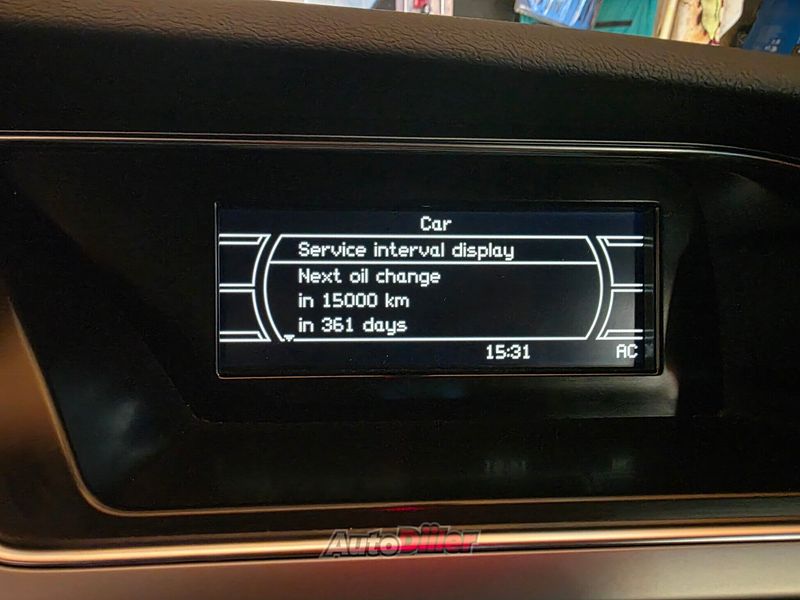 Car
Service interval display
Next oil change
in 15000 km
in 361 days
15:31 AC
AutoDiller